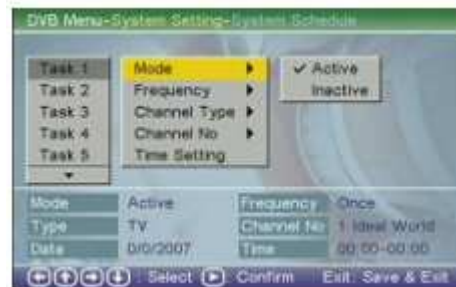 DVB Menu-System Setting-System Schedule
Task 1
Task 2
Task 3
Task 4
Task 5
Mode
Frequency
Channel Type
Channel No
Time Setting
Active
Inactive
Mode Active Frequency Once
Type TV Channel No 1 Ideal World
Date 0/0/2007 Time 00:00-00:00
: Select Confirm Exit: Save & Exit